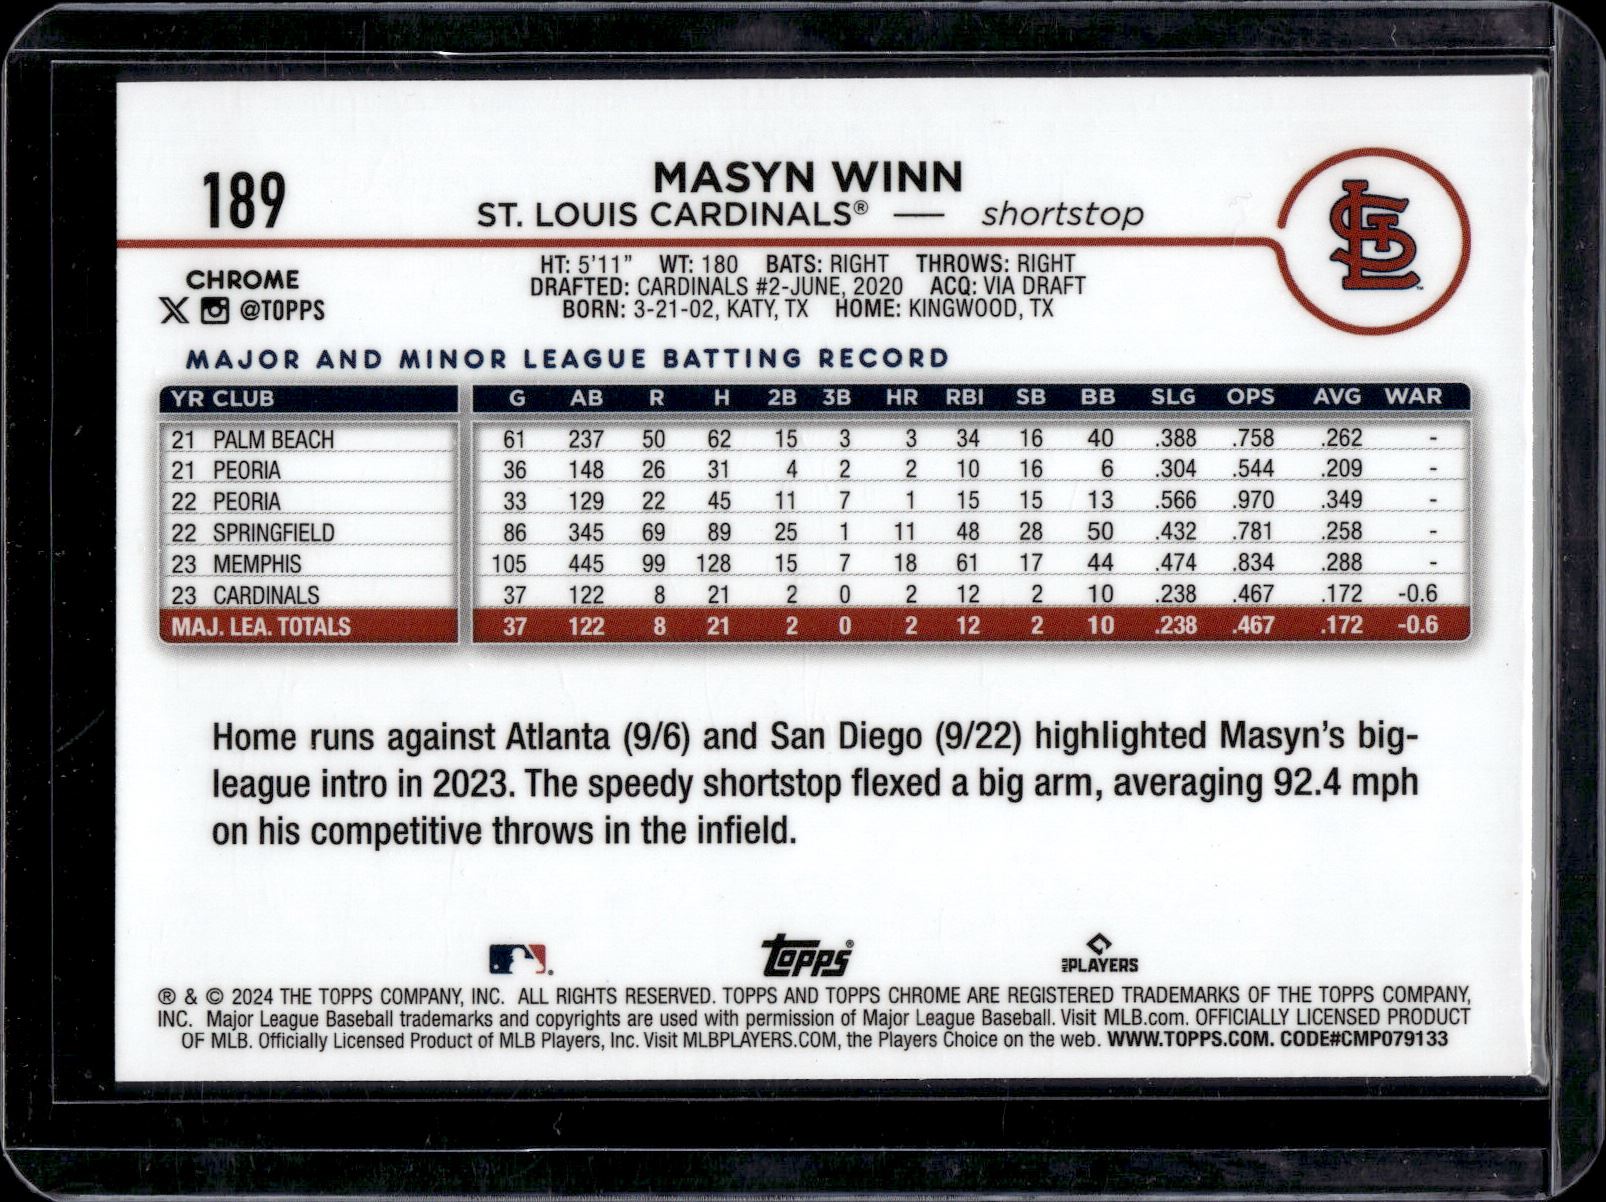 189
MASYN WINN
ST. LOUIS CARDINALS® — shortstop
STL
CHROME
X @TOPPS
HT: 5'11" WT: 180 BATS: RIGHT THROWS: RIGHT
DRAFTED: CARDINALS #2-JUNE, 2020 ACQ: VIA DRAFT
BORN: 3-21-02, KATY, TX HOME: KINGWOOD, TX
MAJOR AND MINOR LEAGUE BATTING RECORD
YR CLUB G AB R H 2B 3B HR RBI SB BB SLG OPS AVG WAR
21 PALM BEACH 61 237 50 62 15 3 3 34 16 40 .388 .758 .262 -
21 PEORIA 36 148 26 31 4 2 2 10 16 6 .304 .544 .209 -
22 PEORIA 33 129 22 45 11 7 1 15 15 13 .566 .970 .349 -
22 SPRINGFIELD 86 345 69 89 25 1 11 48 28 50 .432 .781 .258 -
23 MEMPHIS 105 445 99 128 15 7 18 61 17 44 .474 .834 .288 -
23 CARDINALS 37 122 8 21 2 0 2 12 2 10 .238 .467 .172 -0.6
MAJ. LEA. TOTALS 37 122 8 21 2 0 2 12 2 10 .238 .467 .172 -0.6
Home runs against Atlanta (9/6) and San Diego (9/22) highlighted Masyn's big-
league intro in 2023. The speedy shortstop flexed a big arm, averaging 92.4 mph
on his competitive throws in the infield.
Topps® MLB PLAYERS
® & © 2024 THE TOPPS COMPANY, INC. ALL RIGHTS RESERVED. TOPPS AND TOPPS CHROME ARE REGISTERED TRADEMARKS OF THE TOPPS COMPANY,
INC. Major League Baseball trademarks and copyrights are used with permission of Major League Baseball. Visit MLB.com. OFFICIALLY LICENSED PRODUCT
OF MLB. Officially Licensed Product of MLB Players, Inc. Visit MLBPLAYERS.COM, the Players Choice on the web. WWW.TOPPS.COM. CODE#CMP079133